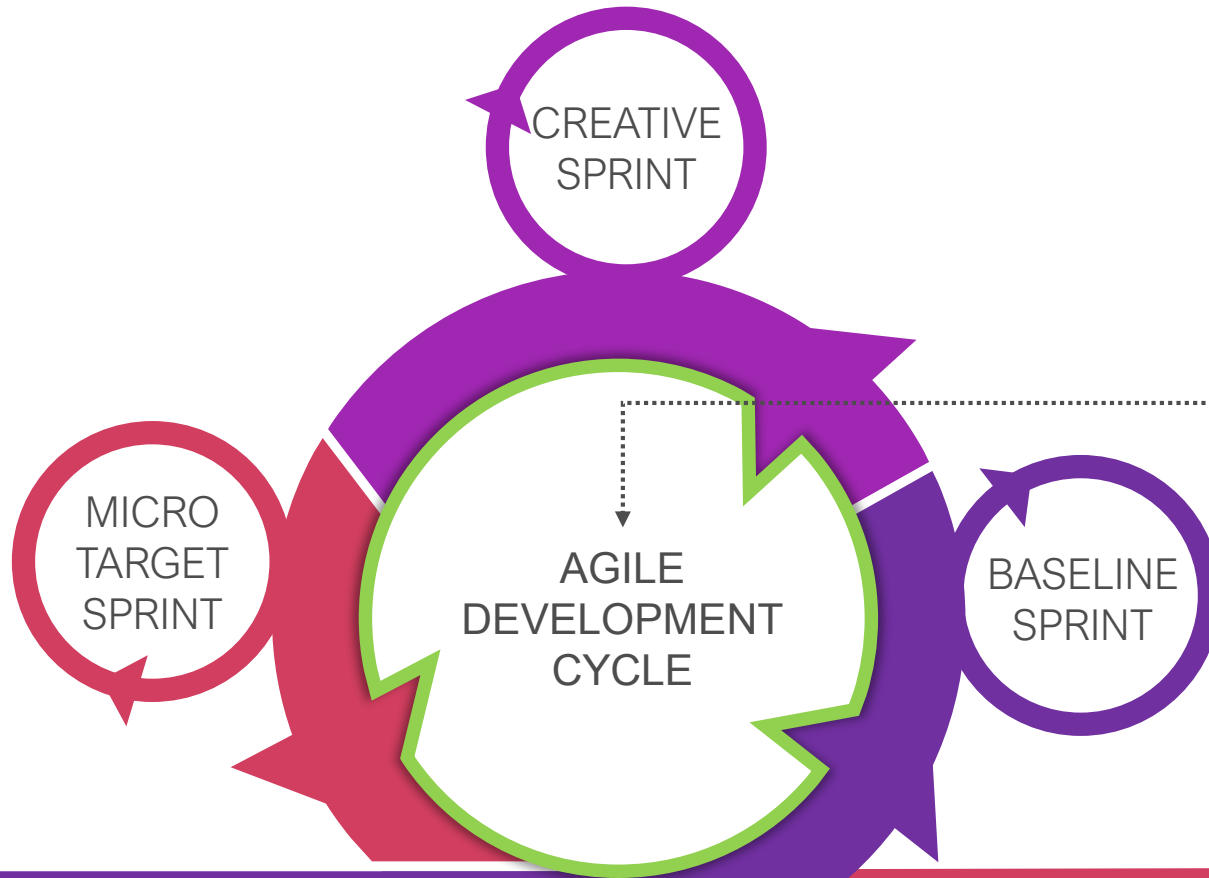 CREATIVE
SPRINT
MICRO
TARGET
SPRINT
AGILE
DEVELOPMENT
CYCLE
BASELINE
SPRINT